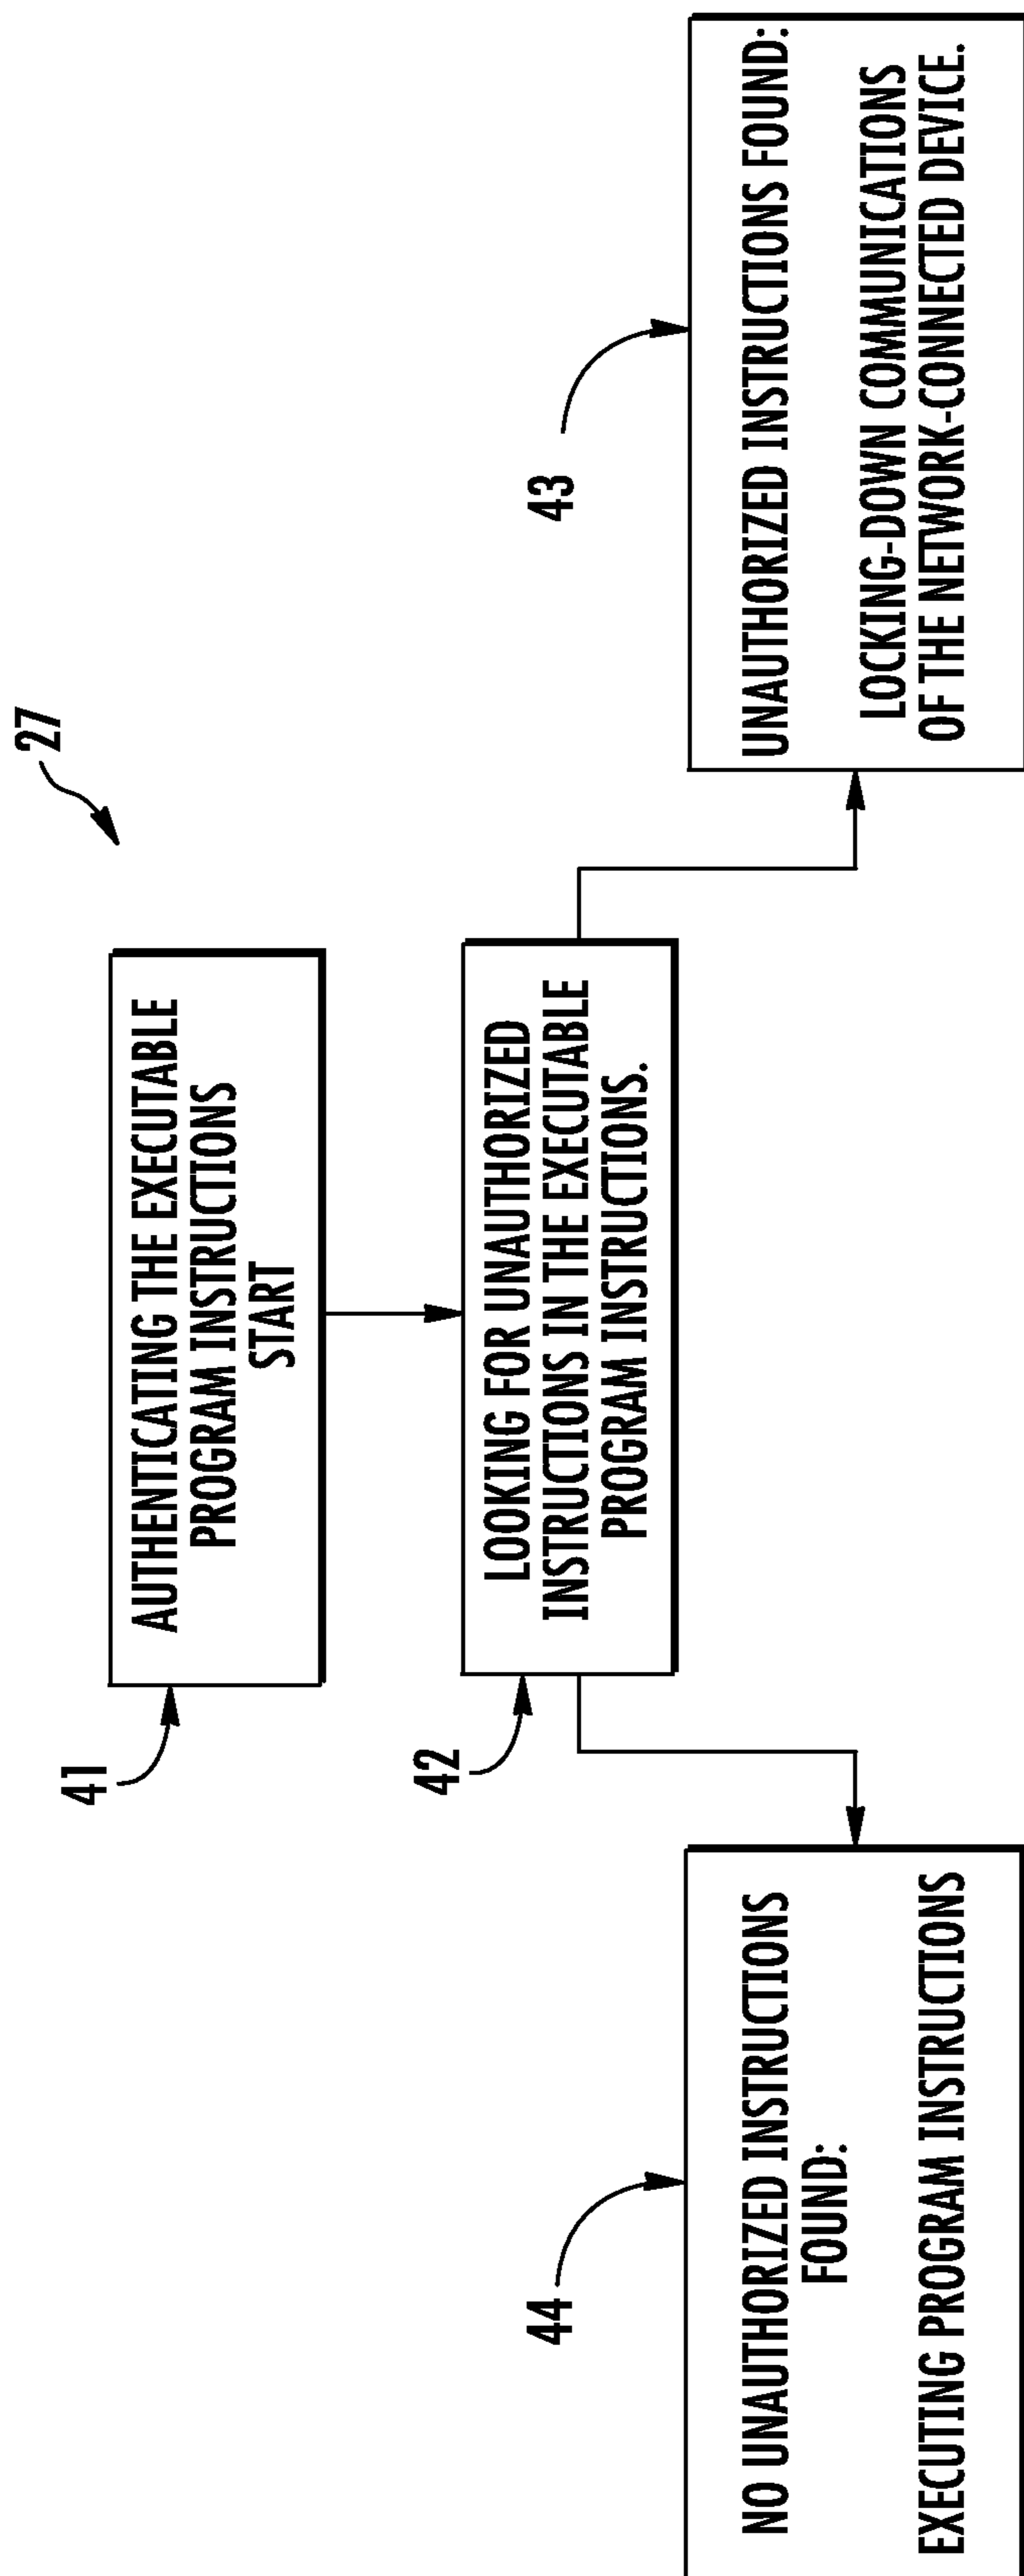 27
41
AUTHENTICATING THE EXECUTABLE
PROGRAM INSTRUCTIONS
START
42
LOOKING FOR UNAUTHORIZED
INSTRUCTIONS IN THE EXECUTABLE
PROGRAM INSTRUCTIONS.
44
NO UNAUTHORIZED INSTRUCTIONS
FOUND:
EXECUTING PROGRAM INSTRUCTIONS
43
UNAUTHORIZED INSTRUCTIONS FOUND:
LOCKING-DOWN COMMUNICATIONS
OF THE NETWORK-CONNECTED DEVICE.